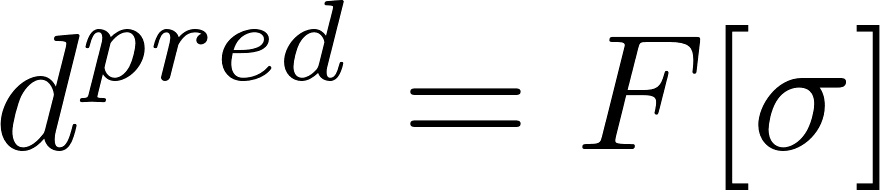 d^{pred} = F[σ]